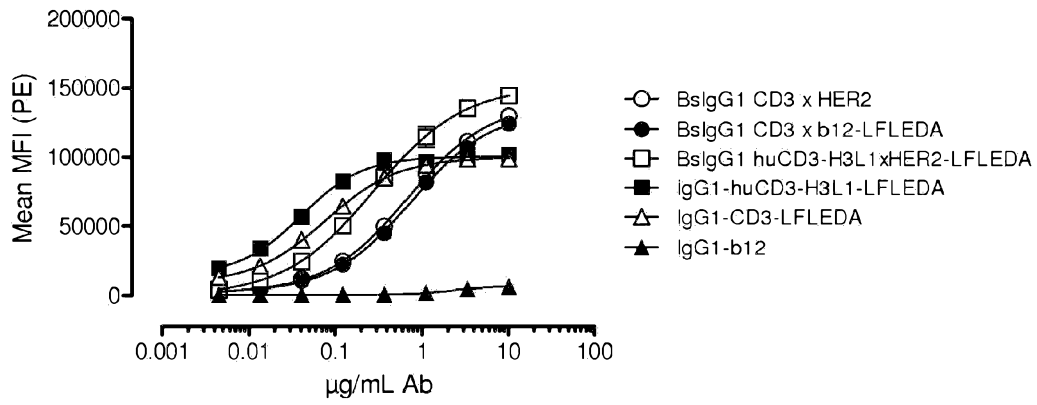 200000
150000
100000
50000
0
Mean MFI (PE)
0.001
0.01
0.1
1
10
100
µg/mL Ab
BsIgG1 CD3 x HER2
BsIgG1 CD3 x b12-LFLEDA
BsIgG1 huCD3-H3L1xHER2-LFLEDA
IgG1-huCD3-H3L1-LFLEDA
IgG1-CD3-LFLEDA
IgG1-b12